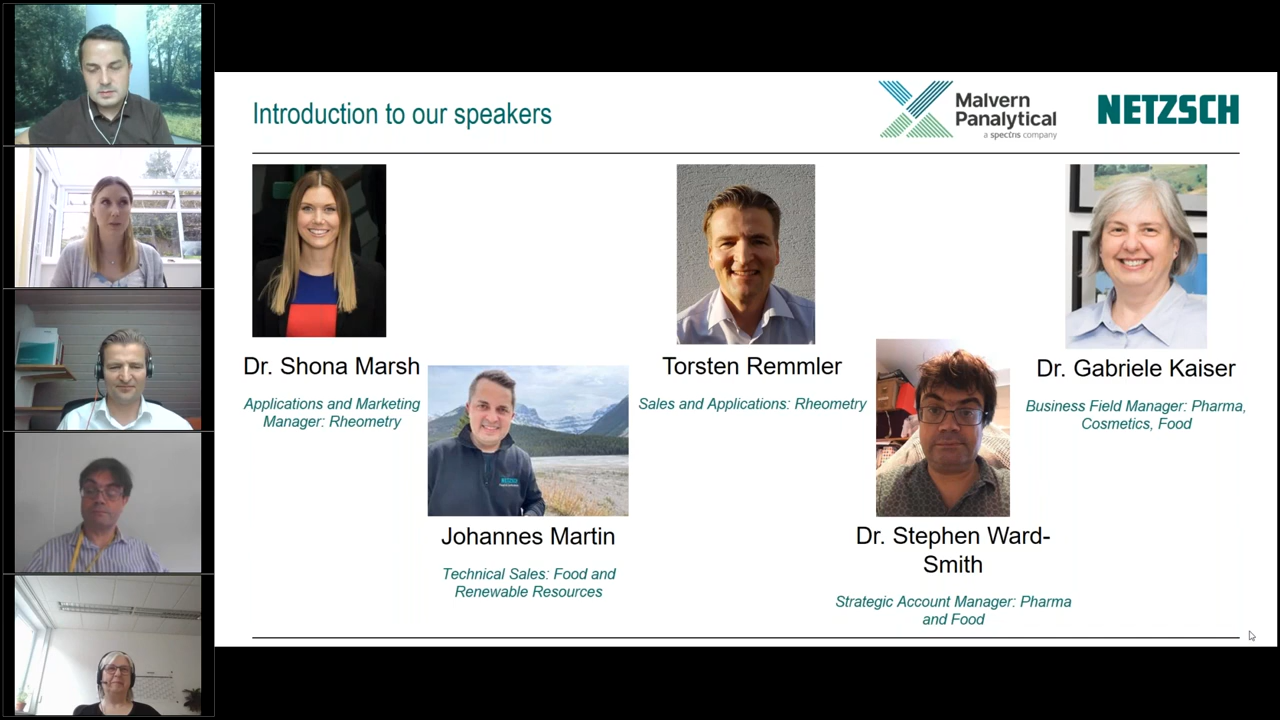 Introduction to our speakers
Malvern
Panalytical
a spectris company
NETZSCH
Dr. Shona Marsh
Applications and Marketing
Manager: Rheometry
Johannes Martin
Technical Sales: Food and
Renewable Resources
Torsten Remmler
Sales and Applications: Rheometry
Dr. Stephen Ward-
Smith
Strategic Account Manager: Pharma
and Food
Dr. Gabriele Kaiser
Business Field Manager: Pharma,
Cosmetics, Food
NETZSCH